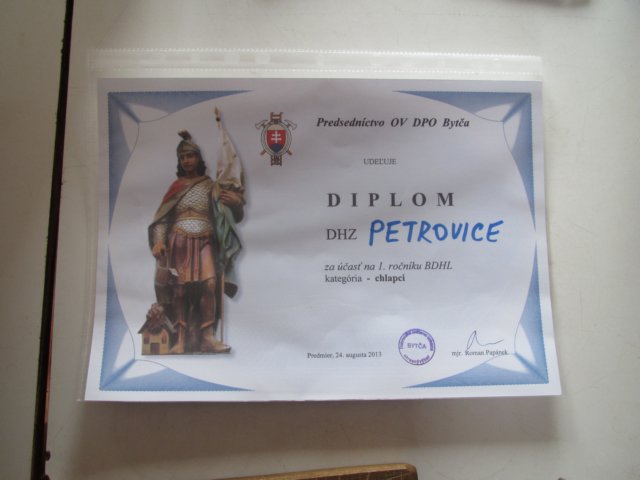 Predsedníctvo OV DPO Bytča
UDEĽUJE
DIPLOM
DHZ PETROVICE
za účasť na 1. ročníku BDHL
kategória - chlapci
Predmier, 24. augusta 2013
BYTČA
mjr. Roman Papánek